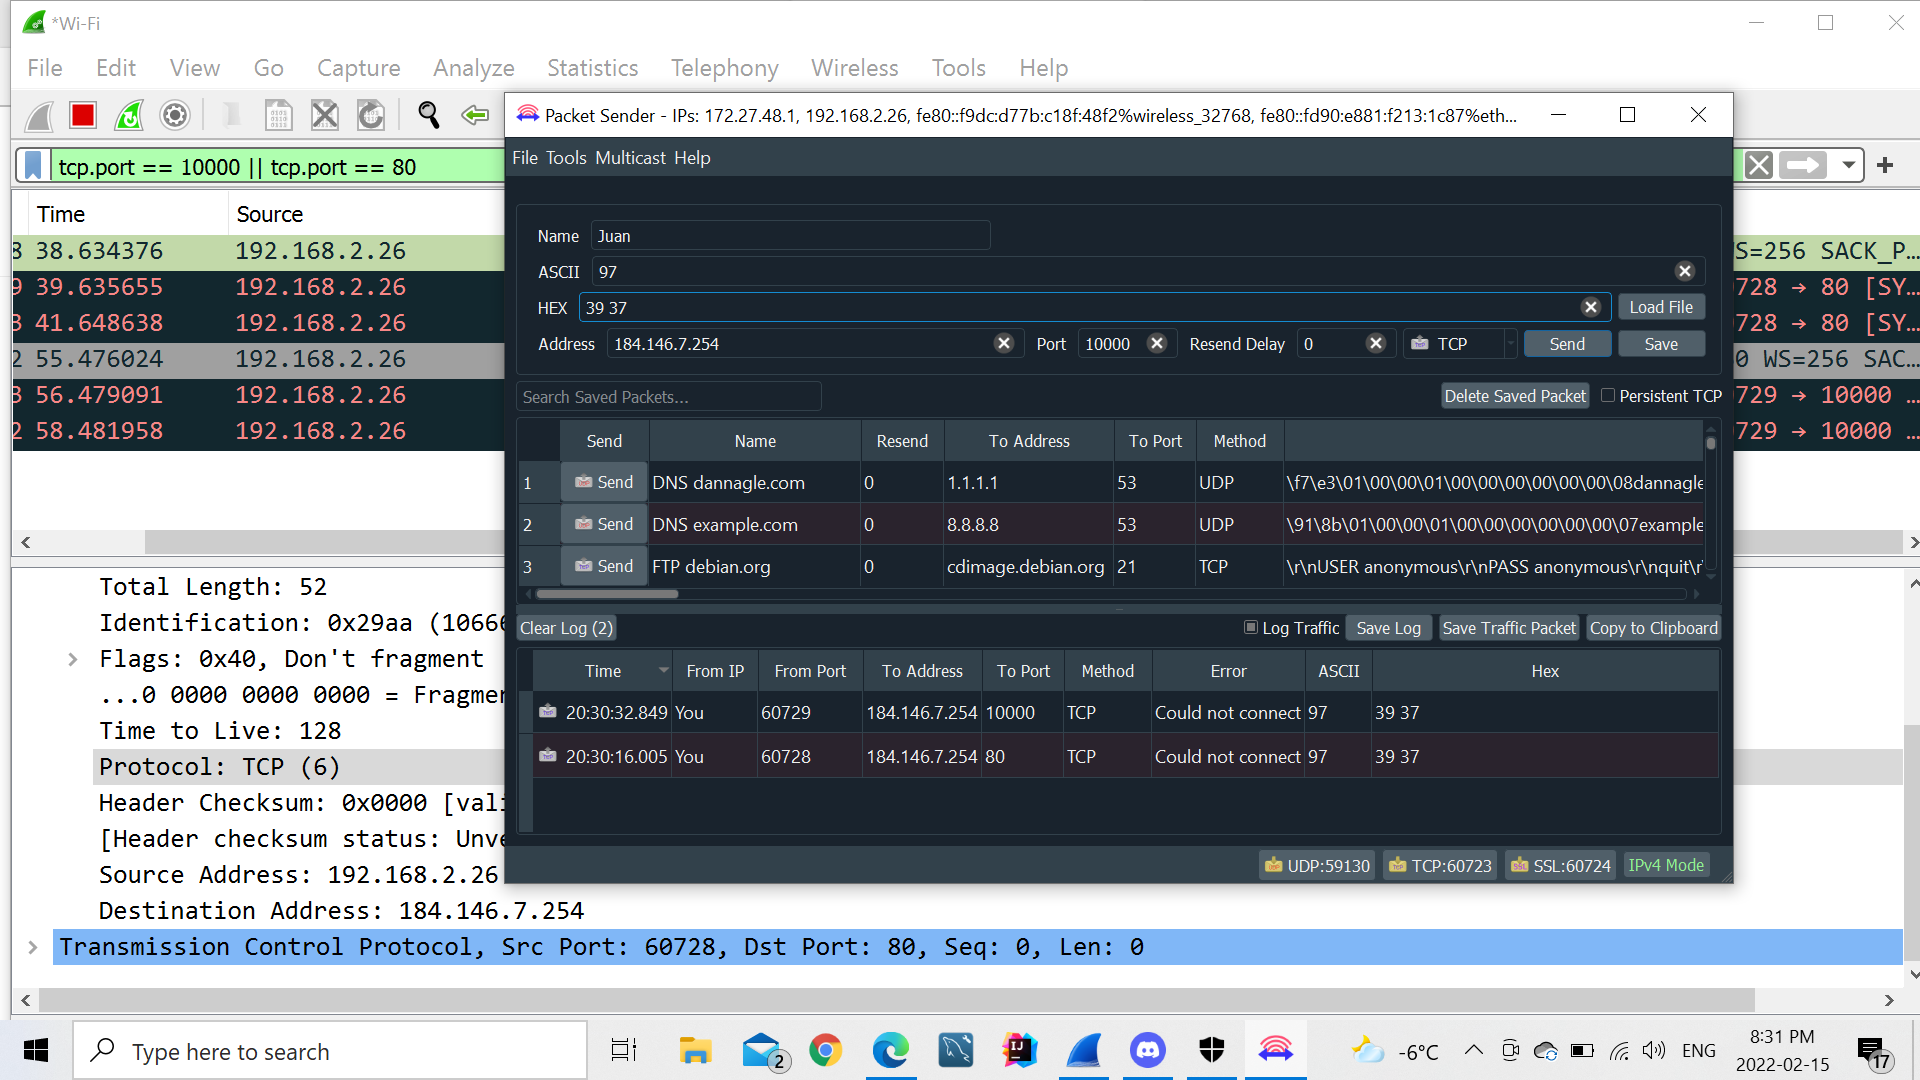 *Wi-Fi
File Edit View Go Capture Analyze Statistics Telephony Wireless Tools Help
tcp.port == 10000 || tcp.port == 80
Time Source
8 38.634376 192.168.2.26 WS=256 SACK_P...
9 39.635655 192.168.2.26 728 → 80 [SY...
3 41.648638 192.168.2.26 728 → 80 [SY...
2 55.476024 192.168.2.26 0 WS=256 SAC...
3 56.479091 192.168.2.26 729 → 10000 ...
2 58.481958 192.168.2.26 729 → 10000 ...
Packet Sender - IPs: 172.27.48.1, 192.168.2.26, fe80::f9dc:d77b:c18f:48f2%wireless_32768, fe80::fd90:e881:f213:1c87%eth...
File Tools Multicast Help
Name Juan
ASCII 97
HEX 39 37 Load File
Address 184.146.7.254 Port 10000 Resend Delay 0 TCP Send Save
Search Saved Packets... Delete Saved Packet Persistent TCP
Send Name Resend To Address To Port Method
1 Send DNS dannagle.com 0 1.1.1.1 53 UDP \f7\e3\01\00\00\01\00\00\00\00\00\00\08dannagle
2 Send DNS example.com 0 8.8.8.8 53 UDP \91\8b\01\00\00\01\00\00\00\00\00\00\07example
3 Send FTP debian.org 0 cdimage.debian.org 21 TCP \r\nUSER anonymous\r\nPASS anonymous\r\nquit\r
Clear Log (2) Log Traffic Save Log Save Traffic Packet Copy to Clipboard
Time From IP From Port To Address To Port Method Error ASCII Hex
20:30:32.849 You 60729 184.146.7.254 10000 TCP Could not connect 97 39 37
20:30:16.005 You 60728 184.146.7.254 80 TCP Could not connect 97 39 37
UDP:59130 TCP:60723 SSL:60724 IPv4 Mode
Total Length: 52
Identification: 0x29aa (10666
Flags: 0x40, Don't fragment
...0 0000 0000 0000 = Fragmen
Time to Live: 128
Protocol: TCP (6)
Header Checksum: 0x0000 [vali
[Header checksum status: Unve
Source Address: 192.168.2.26
Destination Address: 184.146.7.254
Transmission Control Protocol, Src Port: 60728, Dst Port: 80, Seq: 0, Len: 0
Type here to search
2
IJ
-6°C
ENG
8:31 PM
2022-02-15
17